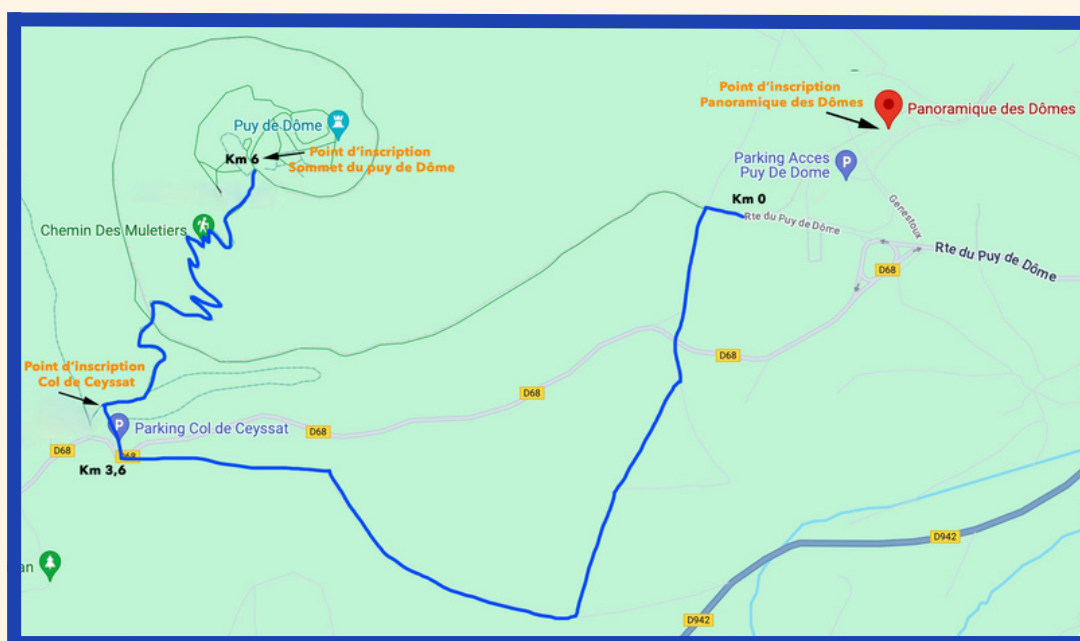 Point d'inscription
Panoramique des Dômes
Panoramique des Dômes
Puy de Dôme
Km 6
Point d'inscription
Sommet du puy de Dôme
Parking Acces
Puy De Dome
Km 0
Genestoux
Chemin Des Muletiers
Rte du Puy de Dôme
Rte du Puy de Dôme
D68
D68
Point d'inscription
Col de Ceyssat
D68
Parking Col de Ceyssat
D68
D68
D68
Km 3,6
D942
an
D942